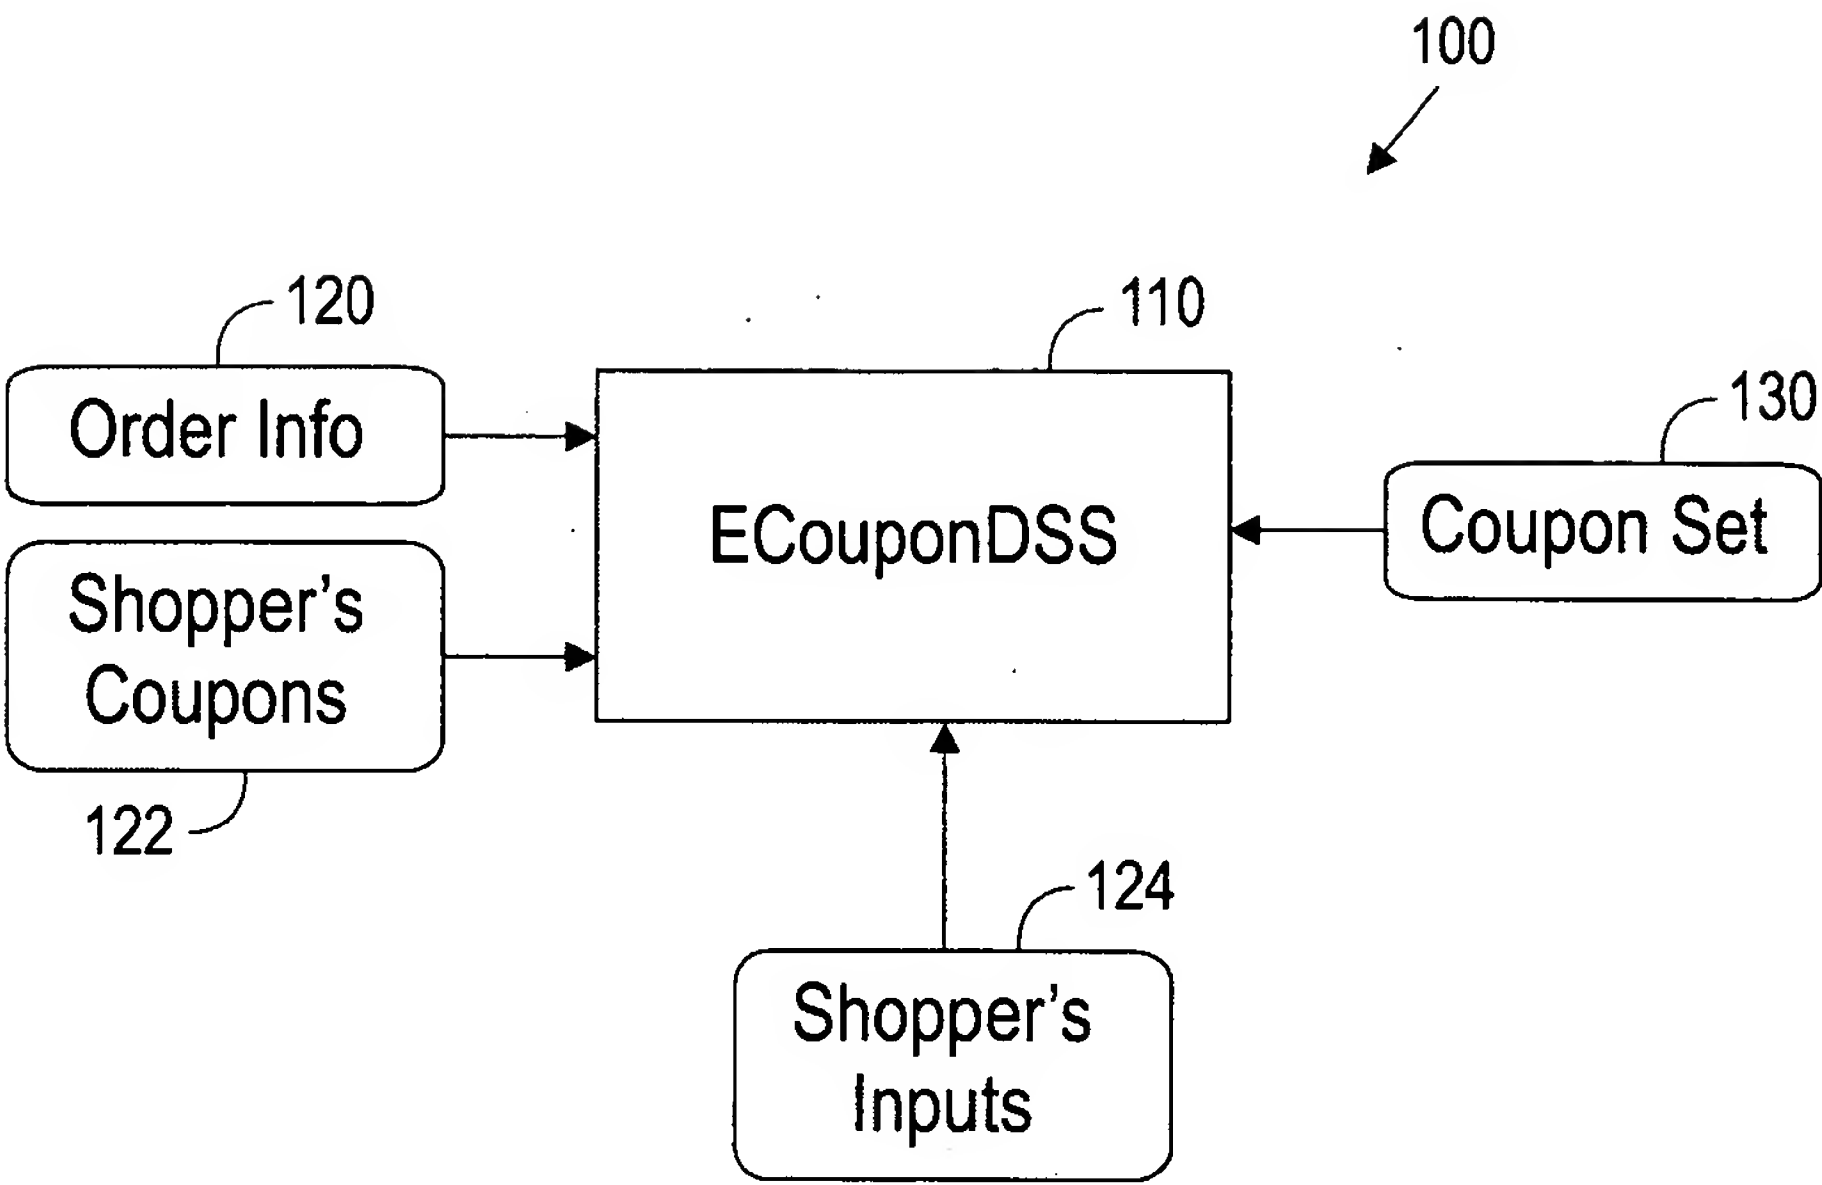 100
120
110
130
Order Info
ECouponDSS
Coupon Set
Shopper's
Coupons
122
124
Shopper's
Inputs